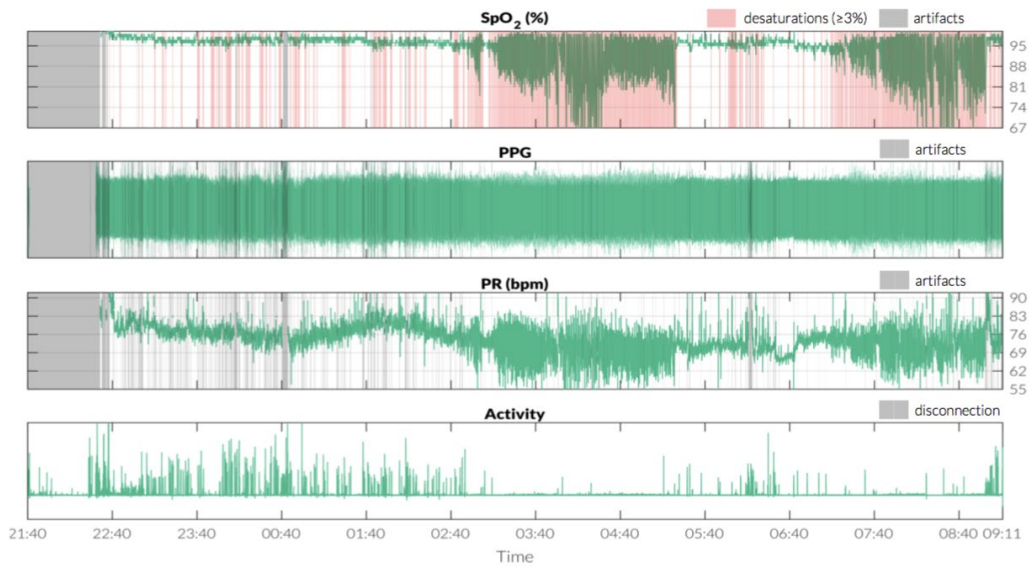 SpO₂ (%)
desaturations (≥3%)
artifacts
95
88
81
74
67
PPG
artifacts
PR (bpm)
artifacts
90
83
76
69
62
55
Activity
disconnection
21:40 22:40 23:40 00:40 01:40 02:40 03:40 04:40 05:40 06:40 07:40 08:40 09:11
Time